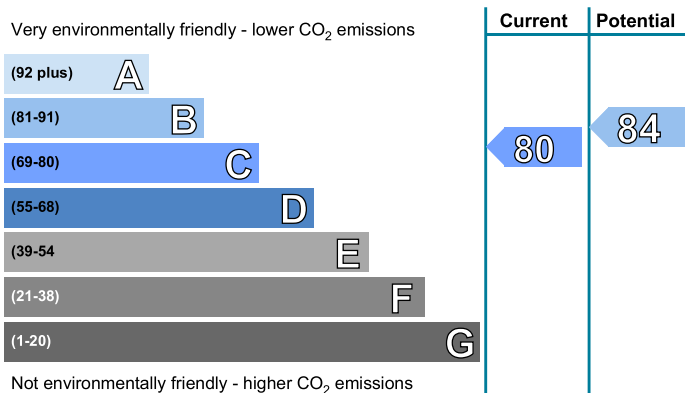 Current Potential
Very environmentally friendly - lower CO2 emissions
(92 plus) A
(81-91) B
84
(69-80) C
80
(55-68) D
(39-54 E
(21-38) F
(1-20) G
Not environmentally friendly - higher CO2 emissions